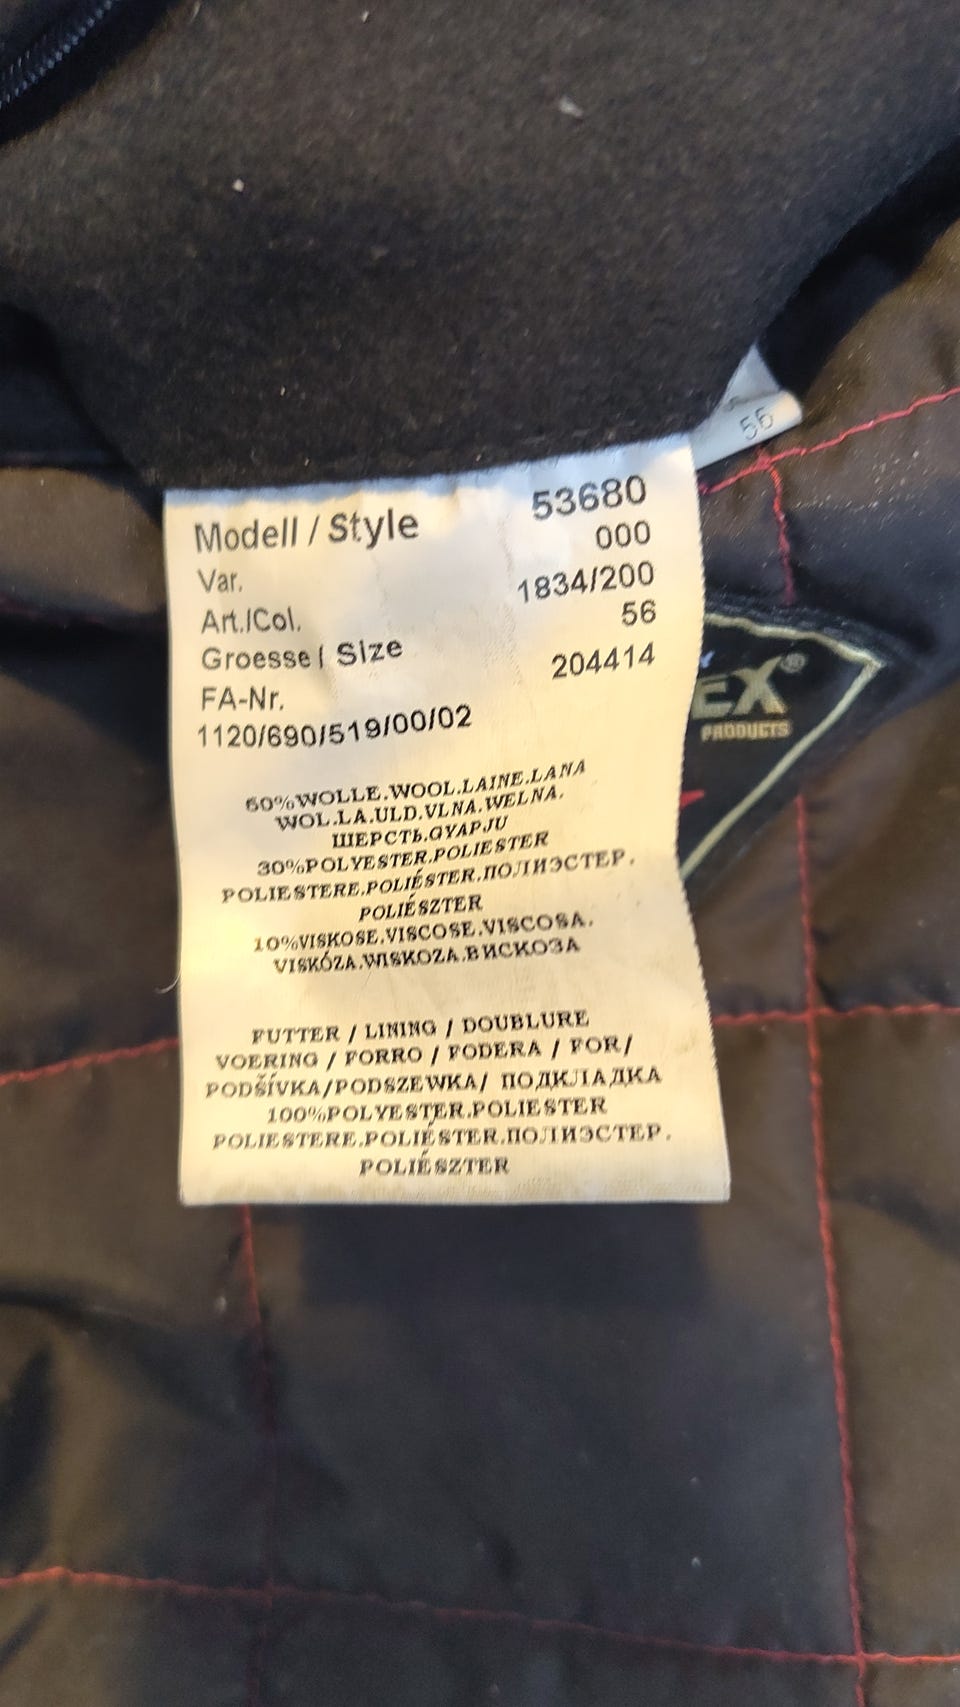 56
Modell / Style 53680
Var. 000
Art./Col. 1834/200
Groesse / Size 56
FA-Nr. 204414
1120/690/519/00/02
60%WOLLE.WOOL.LAINE.LANA
WOL.LA.ULD.VLNA.WELNA.
ШЕРСТЬ.GYAPJU
30%POLYESTER.POLIESTER
POLIESTERE.POLIÉSTER.ПОЛИЭСТЕР.
POLIÉSZTER
10%VISKOSE.VISCOSE.VISCOSA.
VISKÓZA.WISKOZA.ВИСКОЗА
FUTTER / LINING / DOUBLURE
VOERING / FORRO / FODERA / FOR/
PODŠÍVKA/PODSZEWKA/ ПОДКЛАДКА
100%POLYESTER.POLIESTER
POLIESTERE.POLIÉSTER.ПОЛИЭСТЕР.
POLIÉSZTER
EX®
PRODUCTS